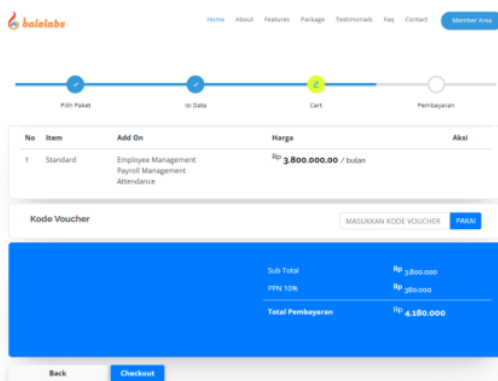 balelabs
Home About Features Package Testimonials Faq Contact Member Area
Pilih Paket Isi Data Cart Pembayaran
No Item Add On Harga Aksi
1 Standard Employee Management Rp 3.800.000,00 / bulan
Payroll Management
Attendance
Kode Voucher MASUKKAN KODE VOUCHER PAKAI
Sub Total Rp 3.800.000
PPN 10% Rp 380.000
Total Pembayaran Rp 4.180.000
Back Checkout